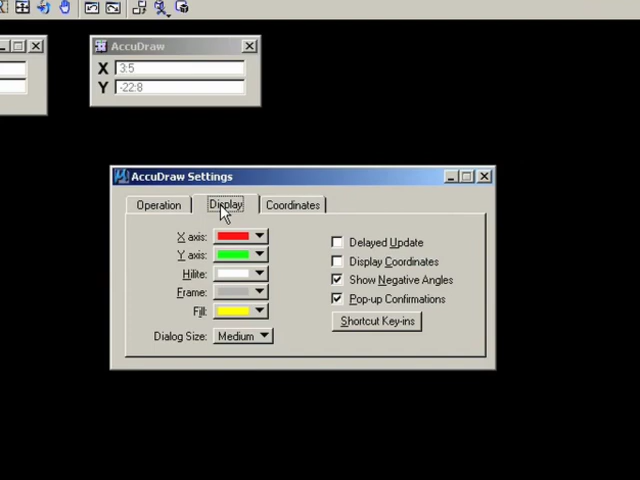 AccuDraw
X 3:5
Y -22:8
AccuDraw Settings
Operation Display Coordinates
X axis:
Y axis:
Hilite:
Frame:
Fill:
Dialog Size: Medium
Delayed Update
Display Coordinates
Show Negative Angles
Pop-up Confirmations
Shortcut Key-ins